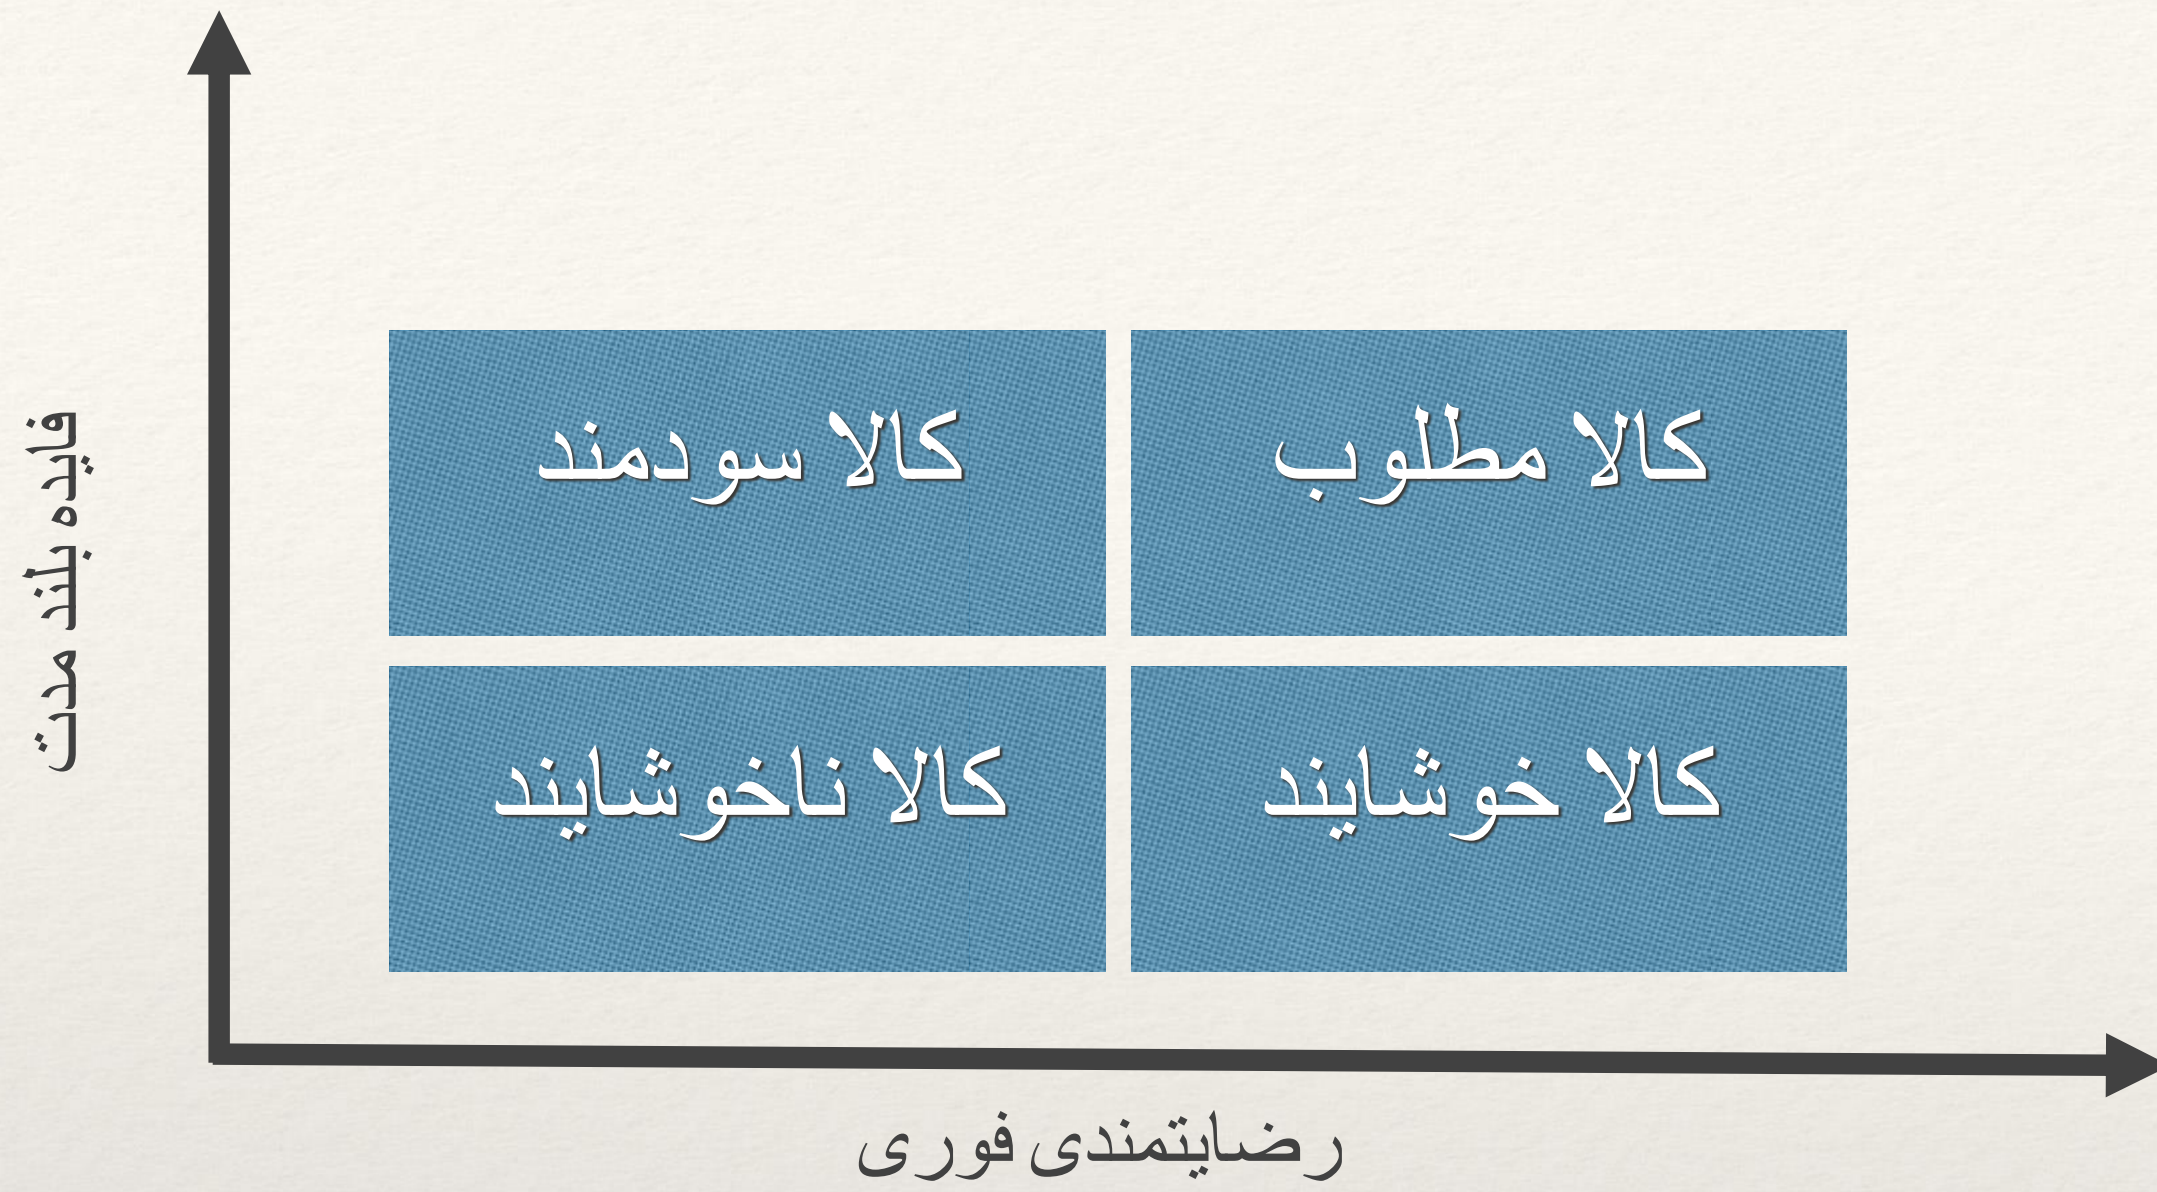 کالا مطلوب
کالا سودمند
کالا خوشایند
کالا ناخوشایند
فایده بلند مدت
رضایتمندی فوری